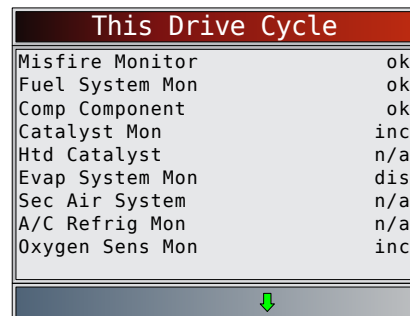 This Drive Cycle
Misfire Monitor ok
Fuel System Mon ok
Comp Component ok
Catalyst Mon inc
Htd Catalyst n/a
Evap System Mon dis
Sec Air System n/a
A/C Refrig Mon n/a
Oxygen Sens Mon inc